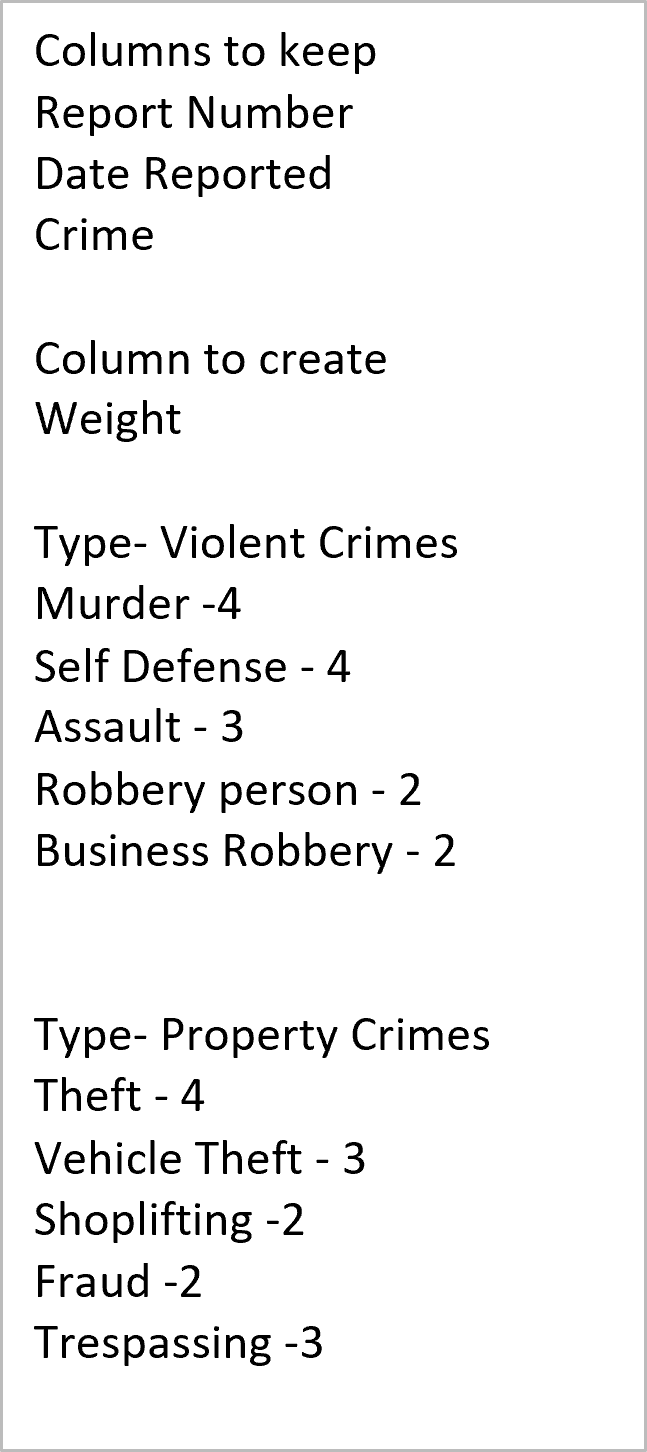 Columns to keep
Report Number
Date Reported
Crime
Column to create
Weight
Type- Violent Crimes
Murder -4
Self Defense - 4
Assault - 3
Robbery person - 2
Business Robbery - 2
Type- Property Crimes
Theft - 4
Vehicle Theft - 3
Shoplifting -2
Fraud -2
Trespassing -3